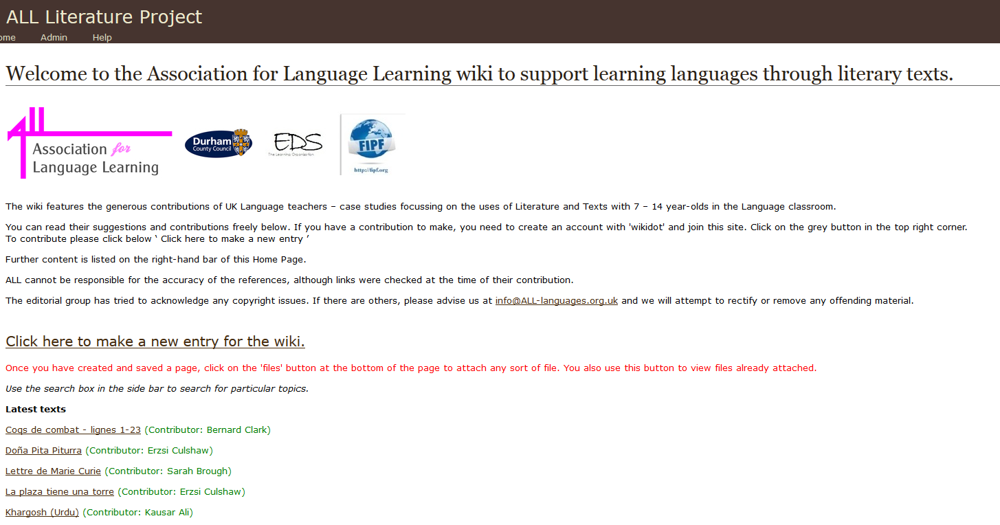 ALL Literature Project
ome Admin Help
Welcome to the Association for Language Learning wiki to support learning languages through literary texts.
Association for
Language Learning
Durham
County Council
EDS
The Learning Organisation
FIPF
http://fipf.org
The wiki features the generous contributions of UK Language teachers – case studies focussing on the uses of Literature and Texts with 7 – 14 year-olds in the Language classroom.
You can read their suggestions and contributions freely below. If you have a contribution to make, you need to create an account with 'wikidot' and join this site. Click on the grey button in the top right corner.
To contribute please click below ‘ Click here to make a new entry ’
Further content is listed on the right-hand bar of this Home Page.
ALL cannot be responsible for the accuracy of the references, although links were checked at the time of their contribution.
The editorial group has tried to acknowledge any copyright issues. If there are others, please advise us at info@ALL-languages.org.uk and we will attempt to rectify or remove any offending material.
Click here to make a new entry for the wiki.
Once you have created and saved a page, click on the 'files' button at the bottom of the page to attach any sort of file. You also use this button to view files already attached.
Use the search box in the side bar to search for particular topics.
Latest texts
Coqs de combat - lignes 1-23 (Contributor: Bernard Clark)
Doña Pita Piturra (Contributor: Erzsi Culshaw)
Lettre de Marie Curie (Contributor: Sarah Brough)
La plaza tiene una torre (Contributor: Erzsi Culshaw)
Khargosh (Urdu) (Contributor: Kausar Ali)